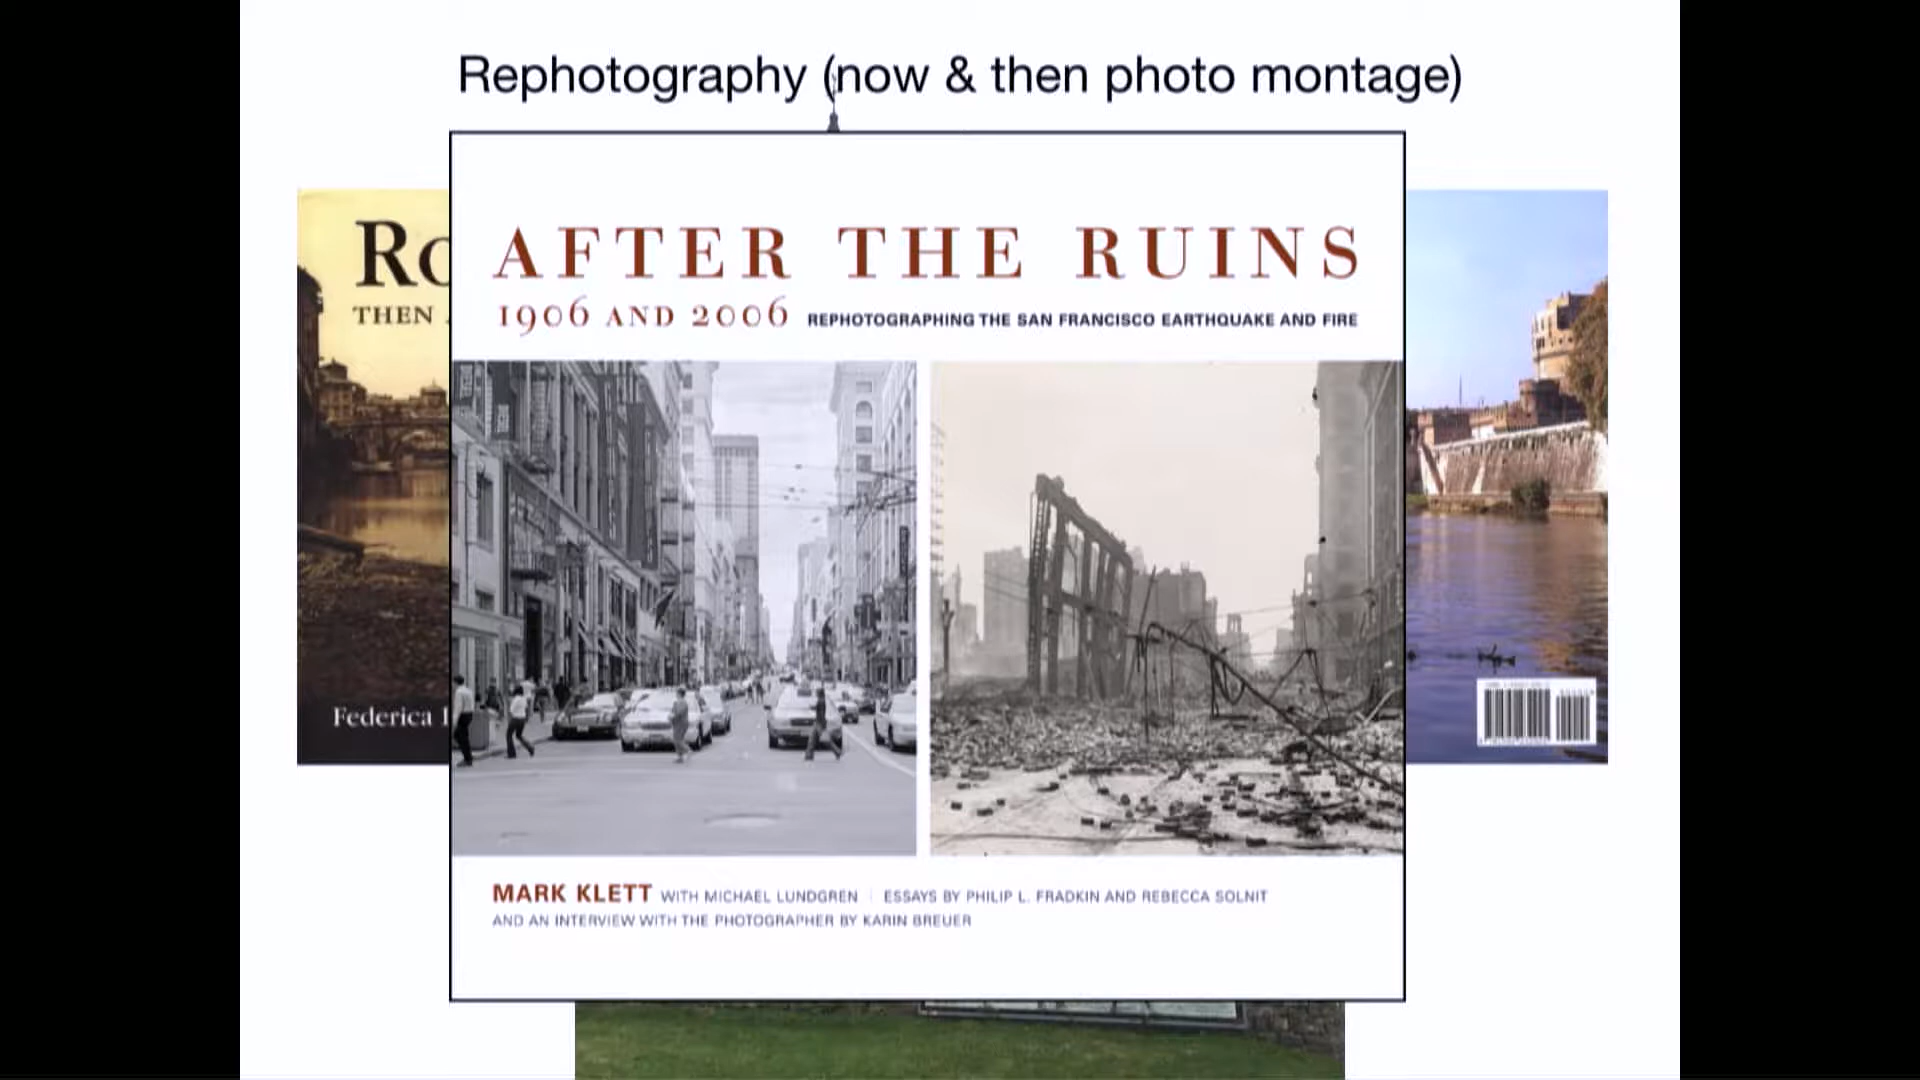 Rephotography (now & then photo montage)
Ro
THEN
Federica
AFTER THE RUINS
1906 AND 2006 REPHOTOGRAPHING THE SAN FRANCISCO EARTHQUAKE AND FIRE
MARK KLETT WITH MICHAEL LUNDGREN | ESSAYS BY PHILIP L. FRADKIN AND REBECCA SOLNIT
AND AN INTERVIEW WITH THE PHOTOGRAPHER BY KARIN BREUER